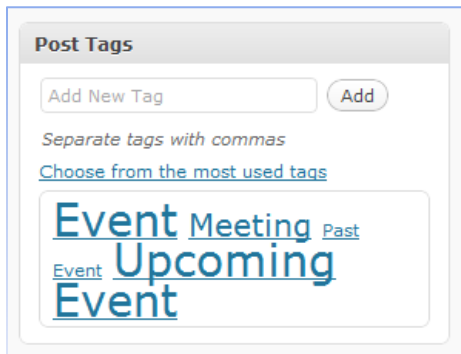 Post Tags
Add New Tag Add
Separate tags with commas
Choose from the most used tags
Event Meeting Past
Event Upcoming
Event